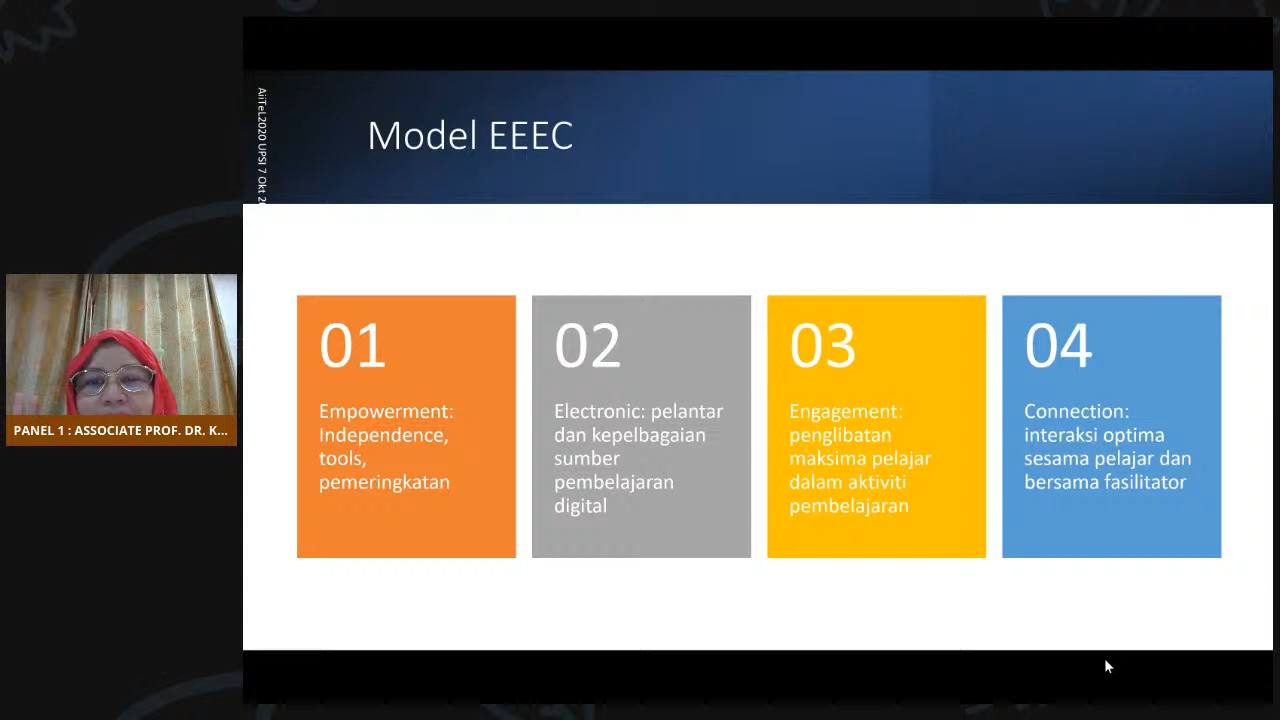 AiiTeL2020 UPSI 7 Okt
Model EEEC
01
Empowerment:
Independence,
tools,
pemeringkatan
02
Electronic: pelantar
dan kepelbagaian
sumber
pembelajaran
digital
03
Engagement:
penglibatan
maksima pelajar
dalam aktiviti
pembelajaran
04
Connection:
interaksi optima
sesama pelajar dan
bersama fasilitator
PANEL 1 : ASSOCIATE PROF. DR. K...